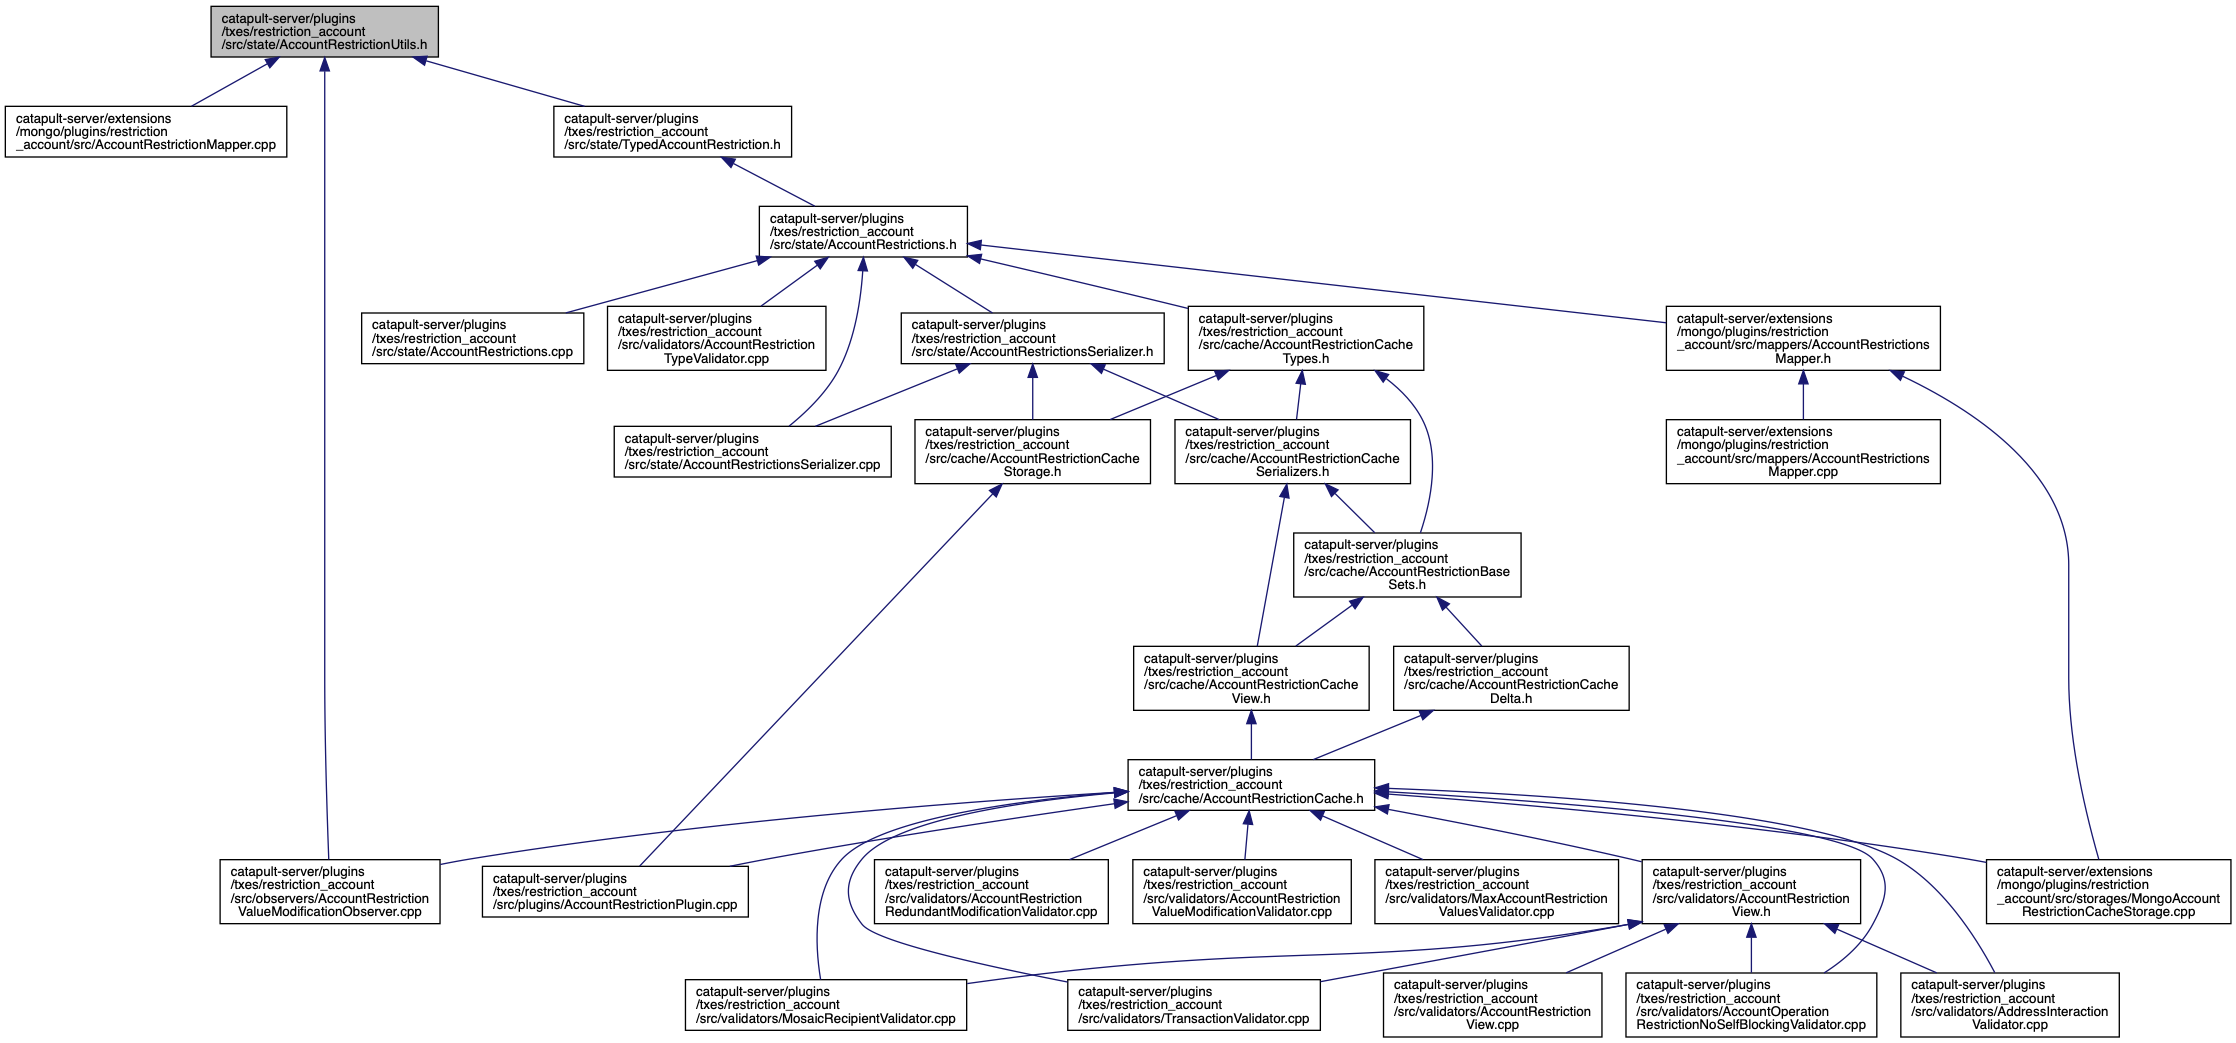 catapult-server/plugins
/txes/restriction_account
/src/state/AccountRestrictionUtils.h
catapult-server/extensions
/mongo/plugins/restriction
_account/src/AccountRestrictionMapper.cpp
catapult-server/plugins
/txes/restriction_account
/src/state/TypedAccountRestriction.h
catapult-server/plugins
/txes/restriction_account
/src/state/AccountRestrictions.h
catapult-server/plugins
/txes/restriction_account
/src/state/AccountRestrictions.cpp
catapult-server/plugins
/txes/restriction_account
/src/validators/AccountRestriction
TypeValidator.cpp
catapult-server/plugins
/txes/restriction_account
/src/state/AccountRestrictionsSerializer.h
catapult-server/plugins
/txes/restriction_account
/src/cache/AccountRestrictionCache
Types.h
catapult-server/extensions
/mongo/plugins/restriction
_account/src/mappers/AccountRestrictions
Mapper.h
catapult-server/plugins
/txes/restriction_account
/src/state/AccountRestrictionsSerializer.cpp
catapult-server/plugins
/txes/restriction_account
/src/cache/AccountRestrictionCache
Storage.h
catapult-server/plugins
/txes/restriction_account
/src/cache/AccountRestrictionCache
Serializers.h
catapult-server/extensions
/mongo/plugins/restriction
_account/src/mappers/AccountRestrictions
Mapper.cpp
catapult-server/plugins
/txes/restriction_account
/src/cache/AccountRestrictionBase
Sets.h
catapult-server/plugins
/txes/restriction_account
/src/cache/AccountRestrictionCache
View.h
catapult-server/plugins
/txes/restriction_account
/src/cache/AccountRestrictionCache
Delta.h
catapult-server/plugins
/txes/restriction_account
/src/cache/AccountRestrictionCache.h
catapult-server/plugins
/txes/restriction_account
/src/observers/AccountRestriction
ValueModificationObserver.cpp
catapult-server/plugins
/txes/restriction_account
/src/plugins/AccountRestrictionPlugin.cpp
catapult-server/plugins
/txes/restriction_account
/src/validators/AccountRestriction
RedundantModificationValidator.cpp
catapult-server/plugins
/txes/restriction_account
/src/validators/AccountRestriction
ValueModificationValidator.cpp
catapult-server/plugins
/txes/restriction_account
/src/validators/MaxAccountRestriction
ValuesValidator.cpp
catapult-server/plugins
/txes/restriction_account
/src/validators/AccountRestriction
View.h
catapult-server/extensions
/mongo/plugins/restriction
_account/src/storages/MongoAccount
RestrictionCacheStorage.cpp
catapult-server/plugins
/txes/restriction_account
/src/validators/MosaicRecipientValidator.cpp
catapult-server/plugins
/txes/restriction_account
/src/validators/TransactionValidator.cpp
catapult-server/plugins
/txes/restriction_account
/src/validators/AccountRestriction
View.cpp
catapult-server/plugins
/txes/restriction_account
/src/validators/AccountOperation
RestrictionNoSelfBlockingValidator.cpp
catapult-server/plugins
/txes/restriction_account
/src/validators/AddressInteraction
Validator.cpp